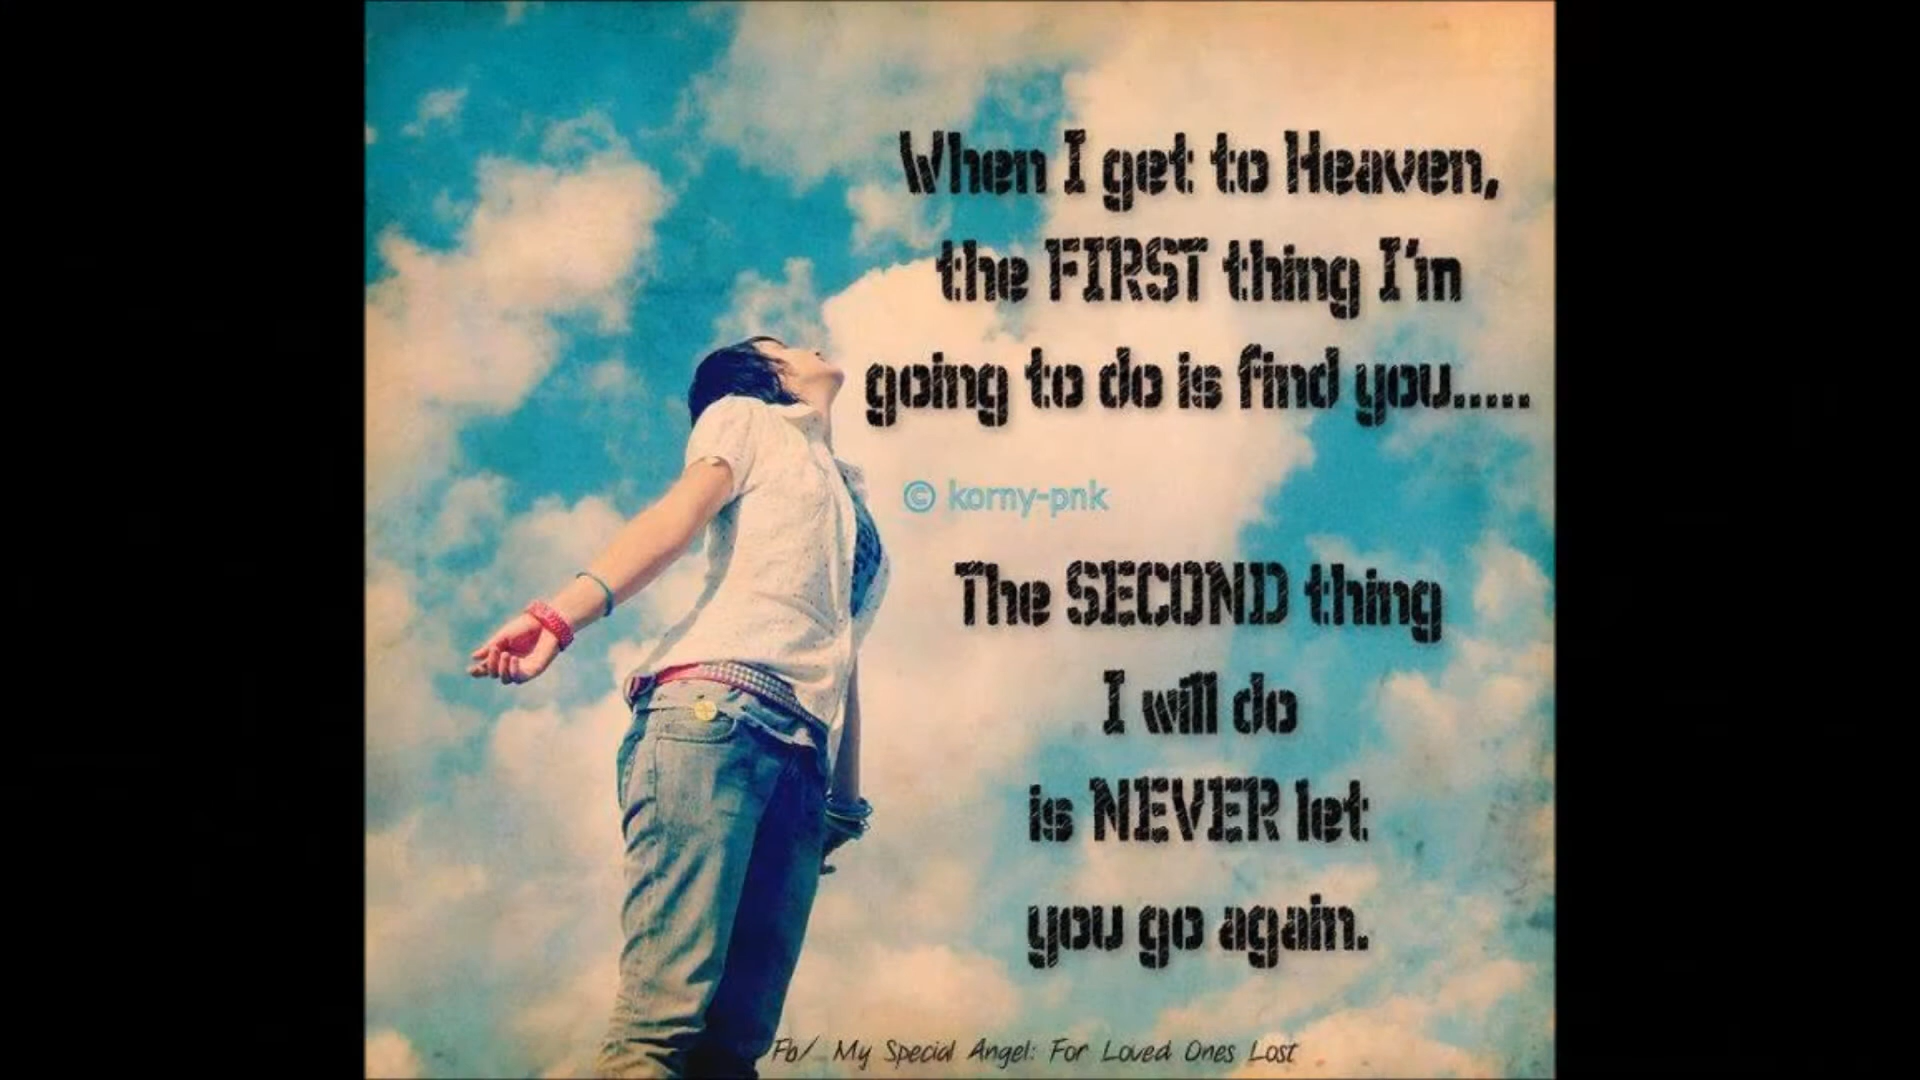 When I get to Heaven,
the FIRST thing I'm
going to do is find you.....
© korny-pnk
The SECOND thing
I will do
is NEVER let
you go again.
Fb/ My Special Angel: For Loved Ones Lost